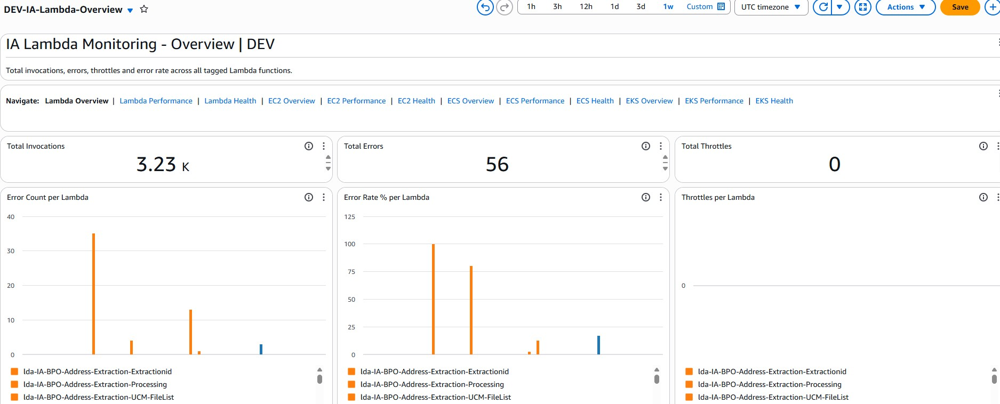 DEV-IA-Lambda-Overview
1h 3h 12h 1d 3d 1w Custom UTC timezone Actions Save
IA Lambda Monitoring - Overview | DEV
Total invocations, errors, throttles and error rate across all tagged Lambda functions.
Navigate: Lambda Overview | Lambda Performance | Lambda Health | EC2 Overview | EC2 Performance | EC2 Health | ECS Overview | ECS Performance | ECS Health | EKS Overview | EKS Performance | EKS Health
Total Invocations
3.23 K
Total Errors
56
Total Throttles
0
Error Count per Lambda
40
30
20
10
0
lda-IA-BPO-Address-Extraction-Extractionid
lda-IA-BPO-Address-Extraction-Processing
lda-IA-BPO-Address-Extraction-UCM-FileList
Error Rate % per Lambda
125
100
75
50
25
0
lda-IA-BPO-Address-Extraction-Extractionid
lda-IA-BPO-Address-Extraction-Processing
lda-IA-BPO-Address-Extraction-UCM-FileList
Throttles per Lambda
0
lda-IA-BPO-Address-Extraction-Extractionid
lda-IA-BPO-Address-Extraction-Processing
lda-IA-BPO-Address-Extraction-UCM-FileList